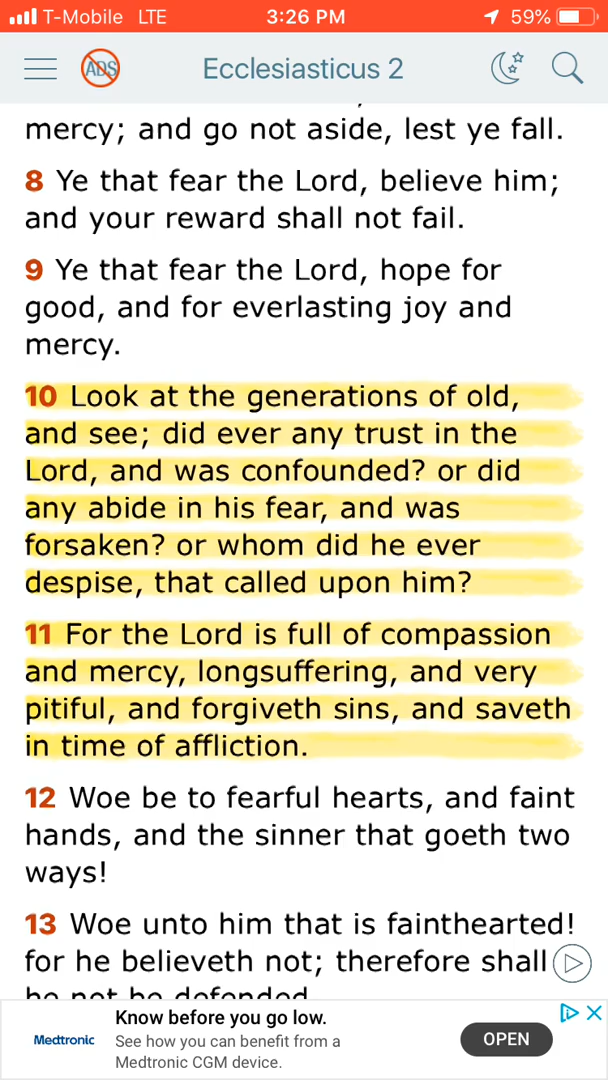 T-Mobile LTE 3:26 PM 59%
ADS Ecclesiasticus 2
mercy; and go not aside, lest ye fall.
8 Ye that fear the Lord, believe him;
and your reward shall not fail.
9 Ye that fear the Lord, hope for
good, and for everlasting joy and
mercy.
10 Look at the generations of old,
and see; did ever any trust in the
Lord, and was confounded? or did
any abide in his fear, and was
forsaken? or whom did he ever
despise, that called upon him?
11 For the Lord is full of compassion
and mercy, longsuffering, and very
pitiful, and forgiveth sins, and saveth
in time of affliction.
12 Woe be to fearful hearts, and faint
hands, and the sinner that goeth two
ways!
13 Woe unto him that is fainthearted!
for he believeth not; therefore shall
he not be defended
Know before you go low.
Medtronic
See how you can benefit from a
Medtronic CGM device.
OPEN